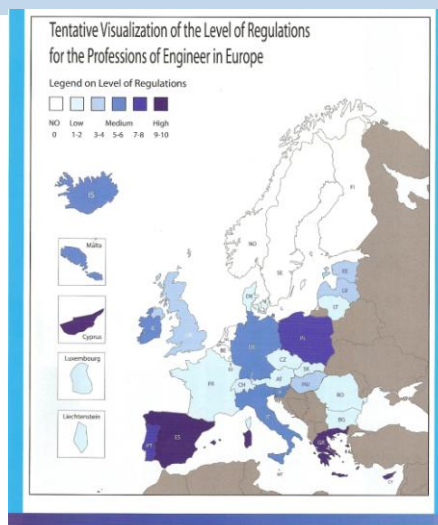 Tentative Visualization of the Level of Regulations
for the Professions of Engineer in Europe
Legend on Level of Regulations
NO Low Medium High
0 1-2 3-4 5-6 7-8 9-10
IS
FI
Malta
NO
SE
EE
LV
LT
DK
Cyprus
IE
PL
DE
BE
Luxembourg
CZ
SK
FR
CH
AT
HU
RO
Liechtenstein
IT
BG
PT
ES
GR